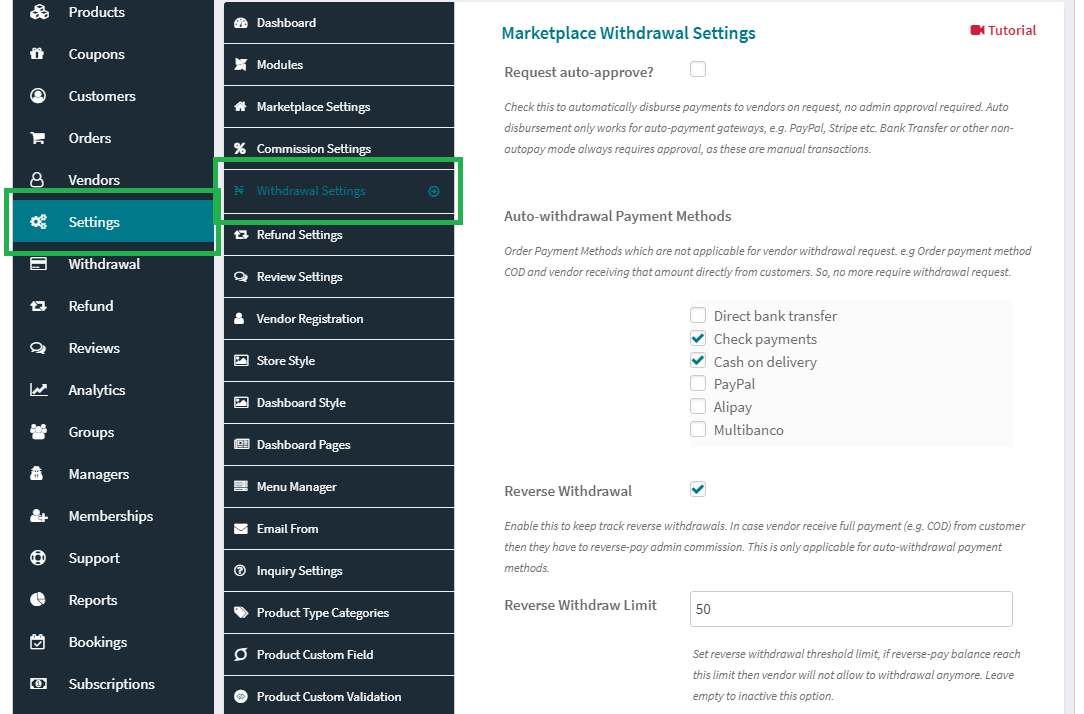 Products
Coupons
Customers
Orders
Vendors
Settings
Withdrawal
Refund
Reviews
Analytics
Groups
Managers
Memberships
Support
Reports
Bookings
Subscriptions
Dashboard
Modules
Marketplace Settings
Commission Settings
Withdrawal Settings
Refund Settings
Review Settings
Vendor Registration
Store Style
Dashboard Style
Dashboard Pages
Menu Manager
Email From
Inquiry Settings
Product Type Categories
Product Custom Field
Product Custom Validation
Marketplace Withdrawal Settings
Tutorial
Request auto-approve?
Check this to automatically disburse payments to vendors on request, no admin approval required. Auto
disbursement only works for auto-payment gateways, e.g. PayPal, Stripe etc. Bank Transfer or other non-
autopay mode always requires approval, as these are manual transactions.
Auto-withdrawal Payment Methods
Order Payment Methods which are not applicable for vendor withdrawal request. e.g Order payment method
COD and vendor receiving that amount directly from customers. So, no more require withdrawal request.
Direct bank transfer
Check payments
Cash on delivery
PayPal
Alipay
Multibanco
Reverse Withdrawal
Enable this to keep track reverse withdrawals. In case vendor receive full payment (e.g. COD) from customer
then they have to reverse-pay admin commission. This is only applicable for auto-withdrawal payment
methods.
Reverse Withdraw Limit
50
Set reverse withdrawal threshold limit, if reverse-pay balance reach
this limit then vendor will not allow to withdrawal anymore. Leave
empty to inactive this option.